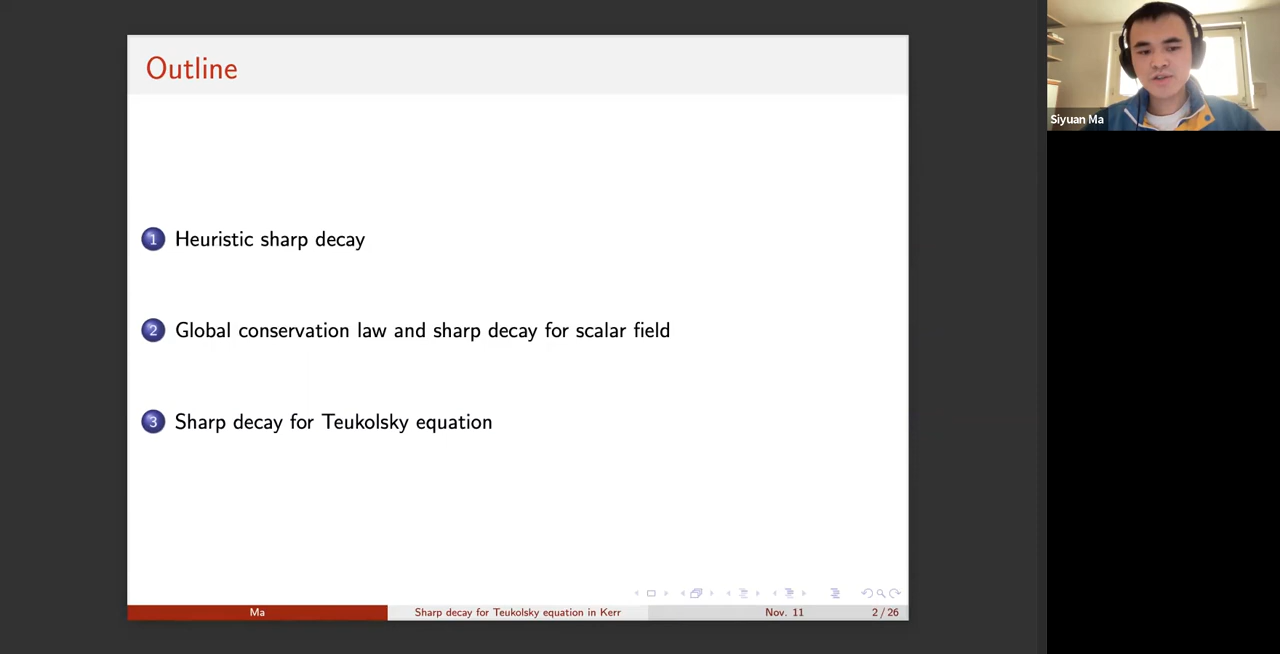 Outline
1 Heuristic sharp decay
2 Global conservation law and sharp decay for scalar field
3 Sharp decay for Teukolsky equation
Ma Sharp decay for Teukolsky equation in Kerr Nov. 11 2 / 26
Siyuan Ma